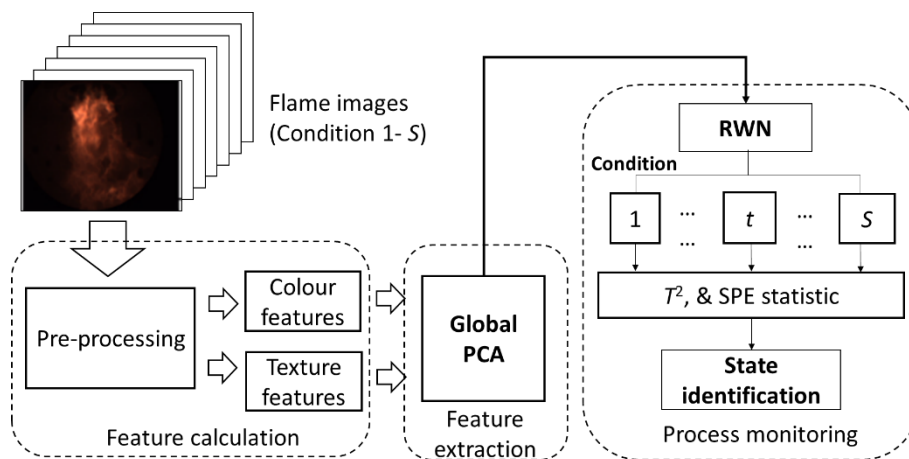 Flame images
(Condition 1- S)
Pre-processing
Colour
features
Texture
features
Feature calculation
Global
PCA
Feature
extraction
RWN
Condition
1
...
...
t
...
...
S
T², & SPE statistic
State
identification
Process monitoring